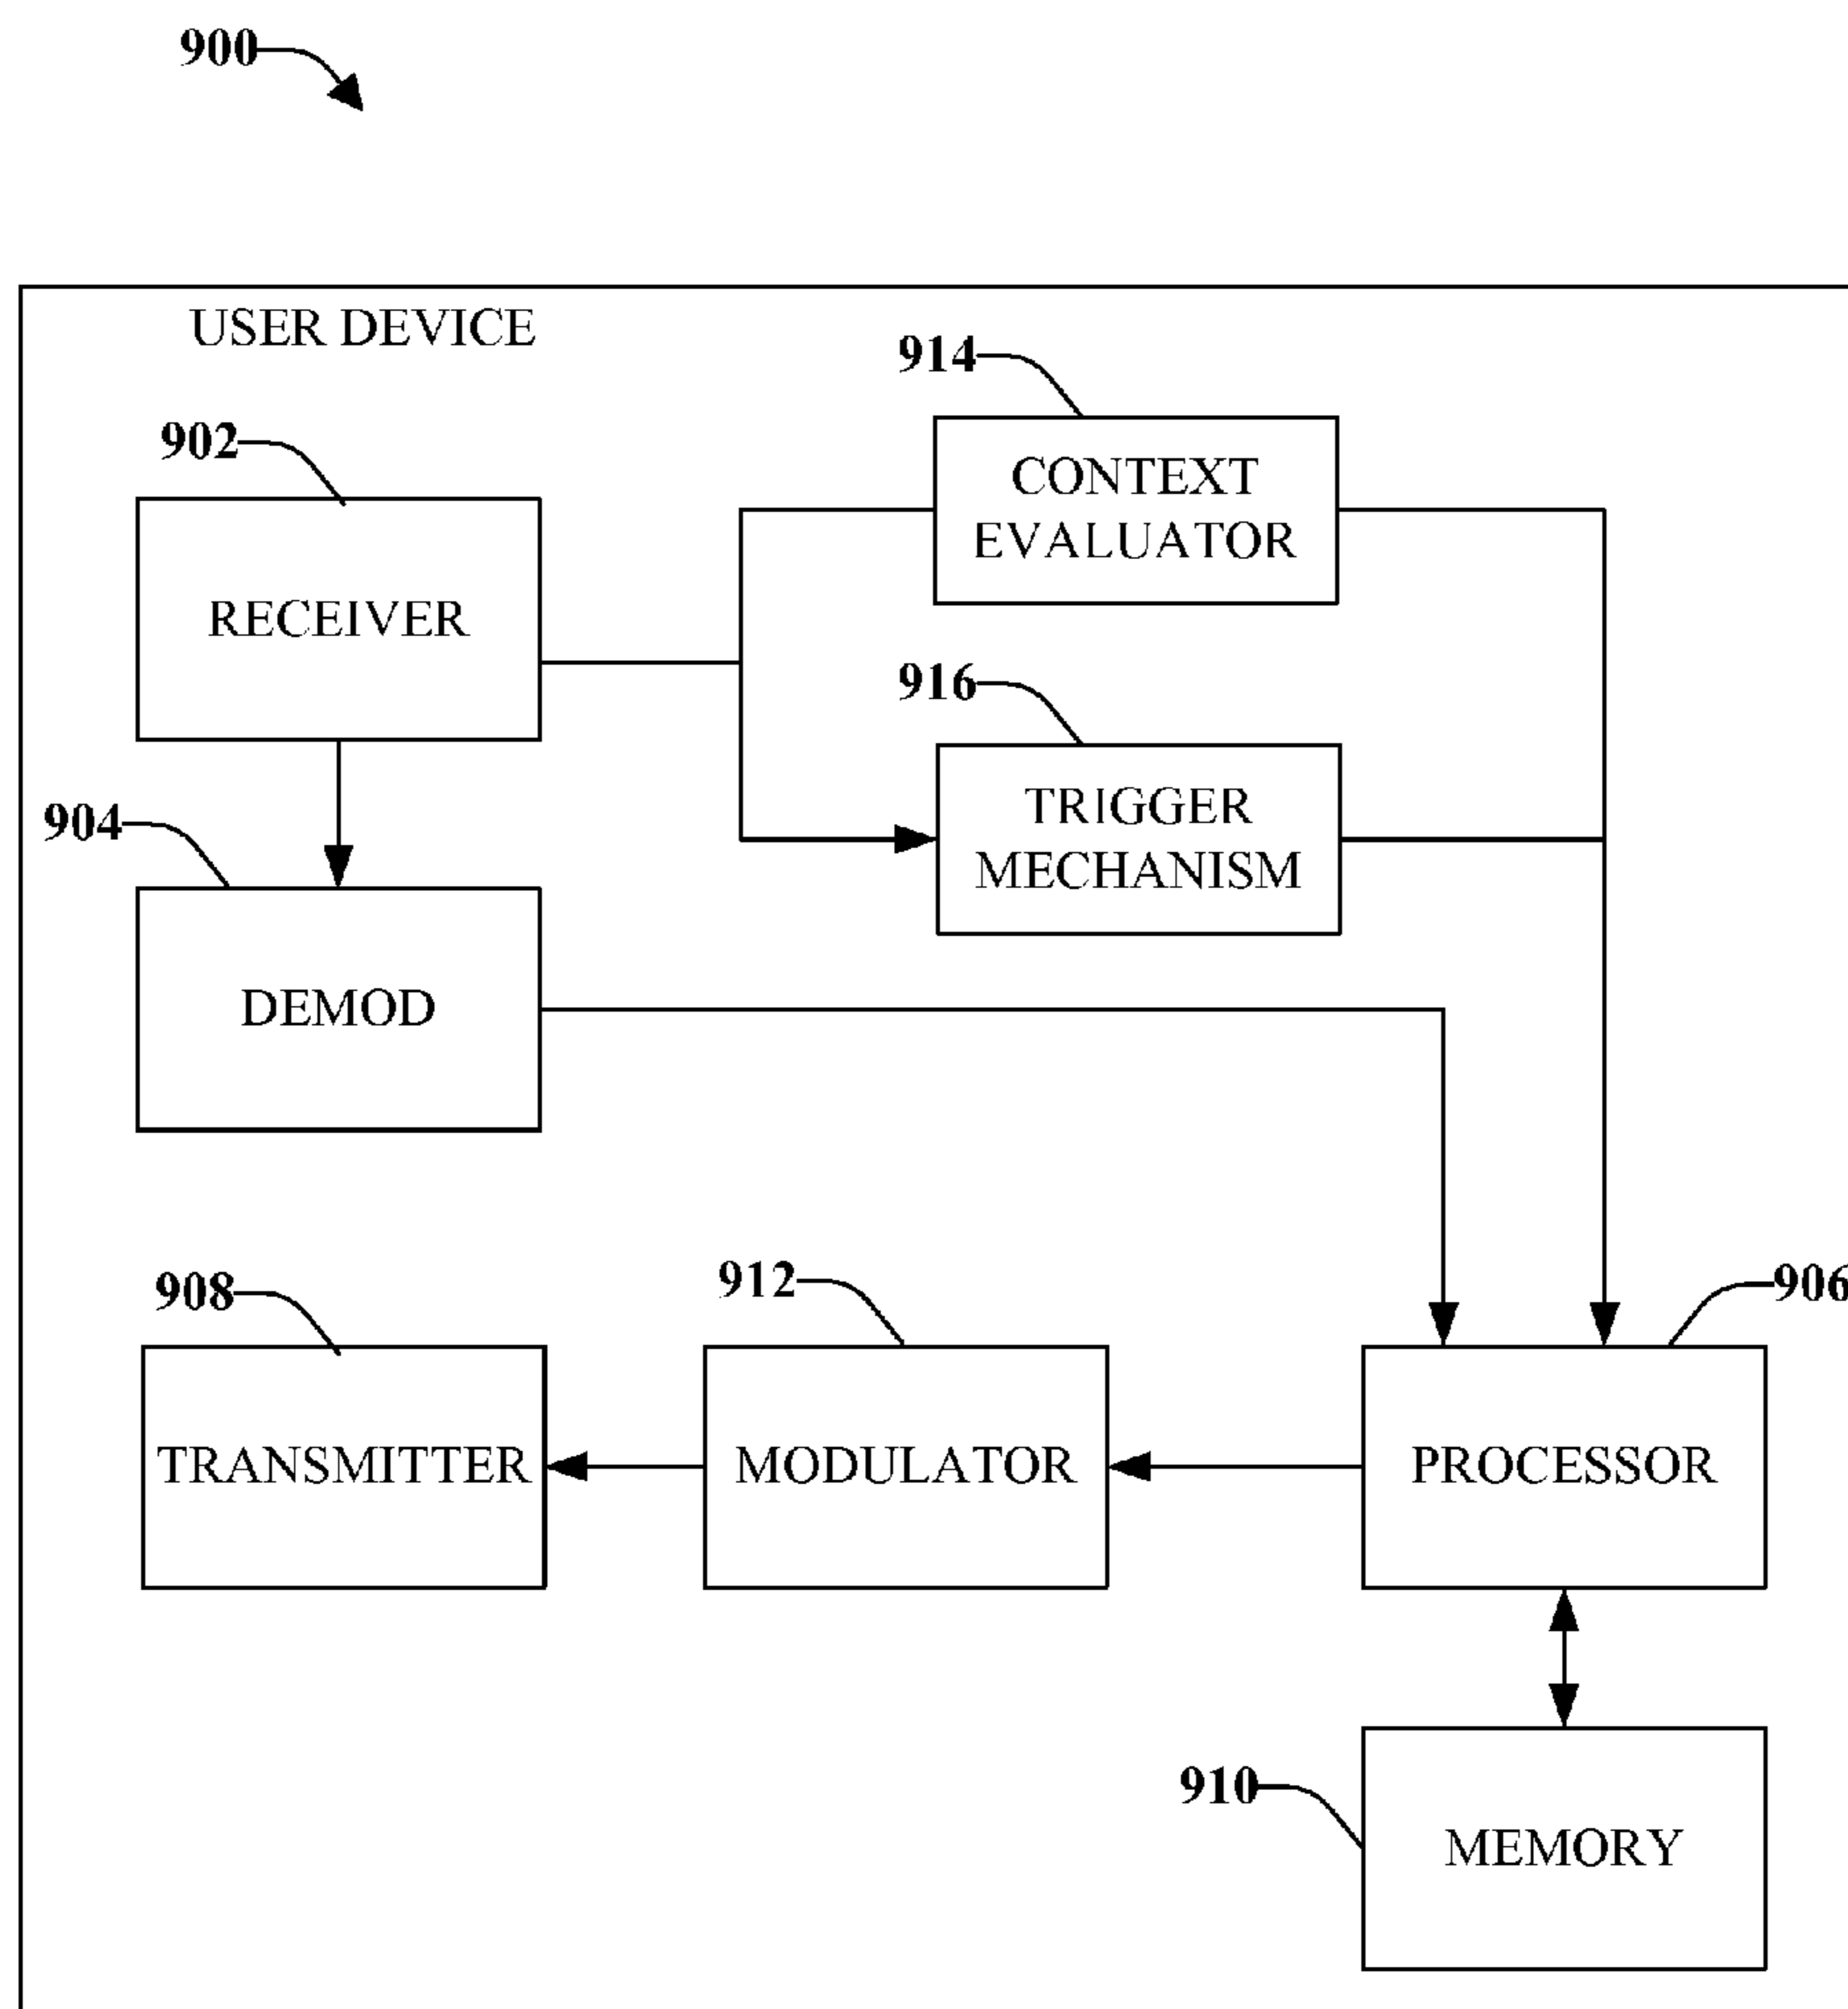 900
USER DEVICE
914
CONTEXT
EVALUATOR
902
RECEIVER
916
TRIGGER
MECHANISM
904
DEMOD
908
TRANSMITTER
912
MODULATOR
906
PROCESSOR
910
MEMORY